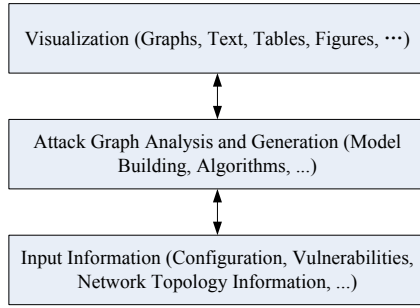 Visualization (Graphs, Text, Tables, Figures, ⋯)
Attack Graph Analysis and Generation (Model
Building, Algorithms, ...)
Input Information (Configuration, Vulnerabilities,
Network Topology Information, ...)